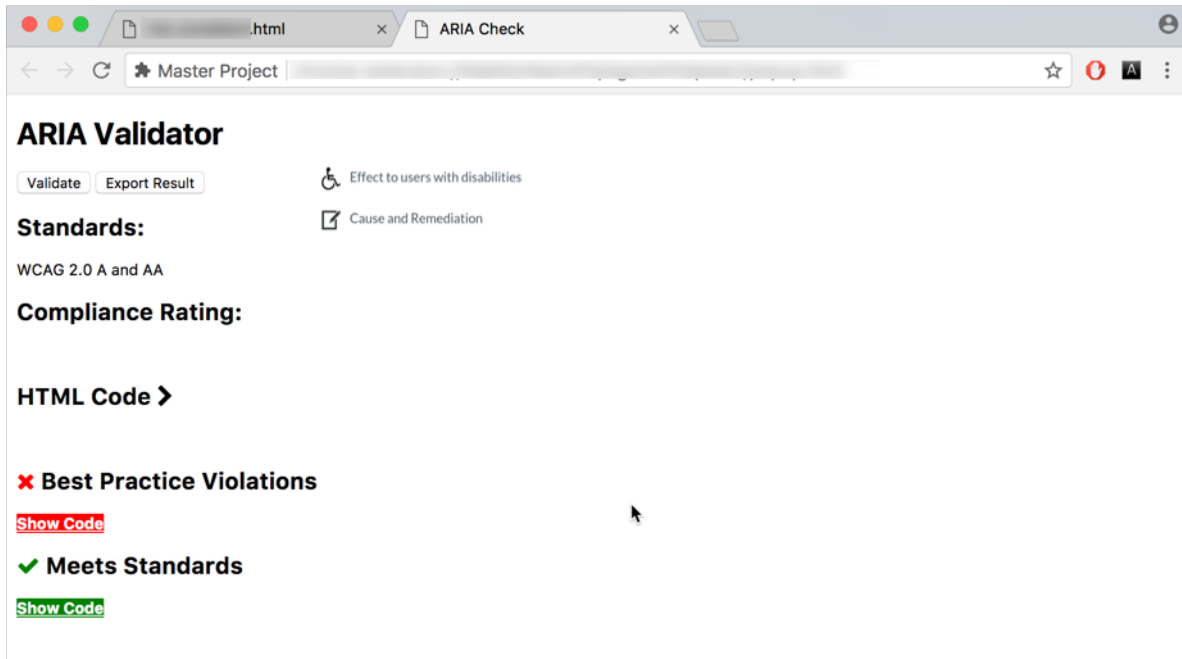 .html
ARIA Check
Master Project
A
ARIA Validator
Validate
Export Result
Effect to users with disabilities
Cause and Remediation
Standards:
WCAG 2.0 A and AA
Compliance Rating:
HTML Code
Best Practice Violations
Show Code
Meets Standards
Show Code